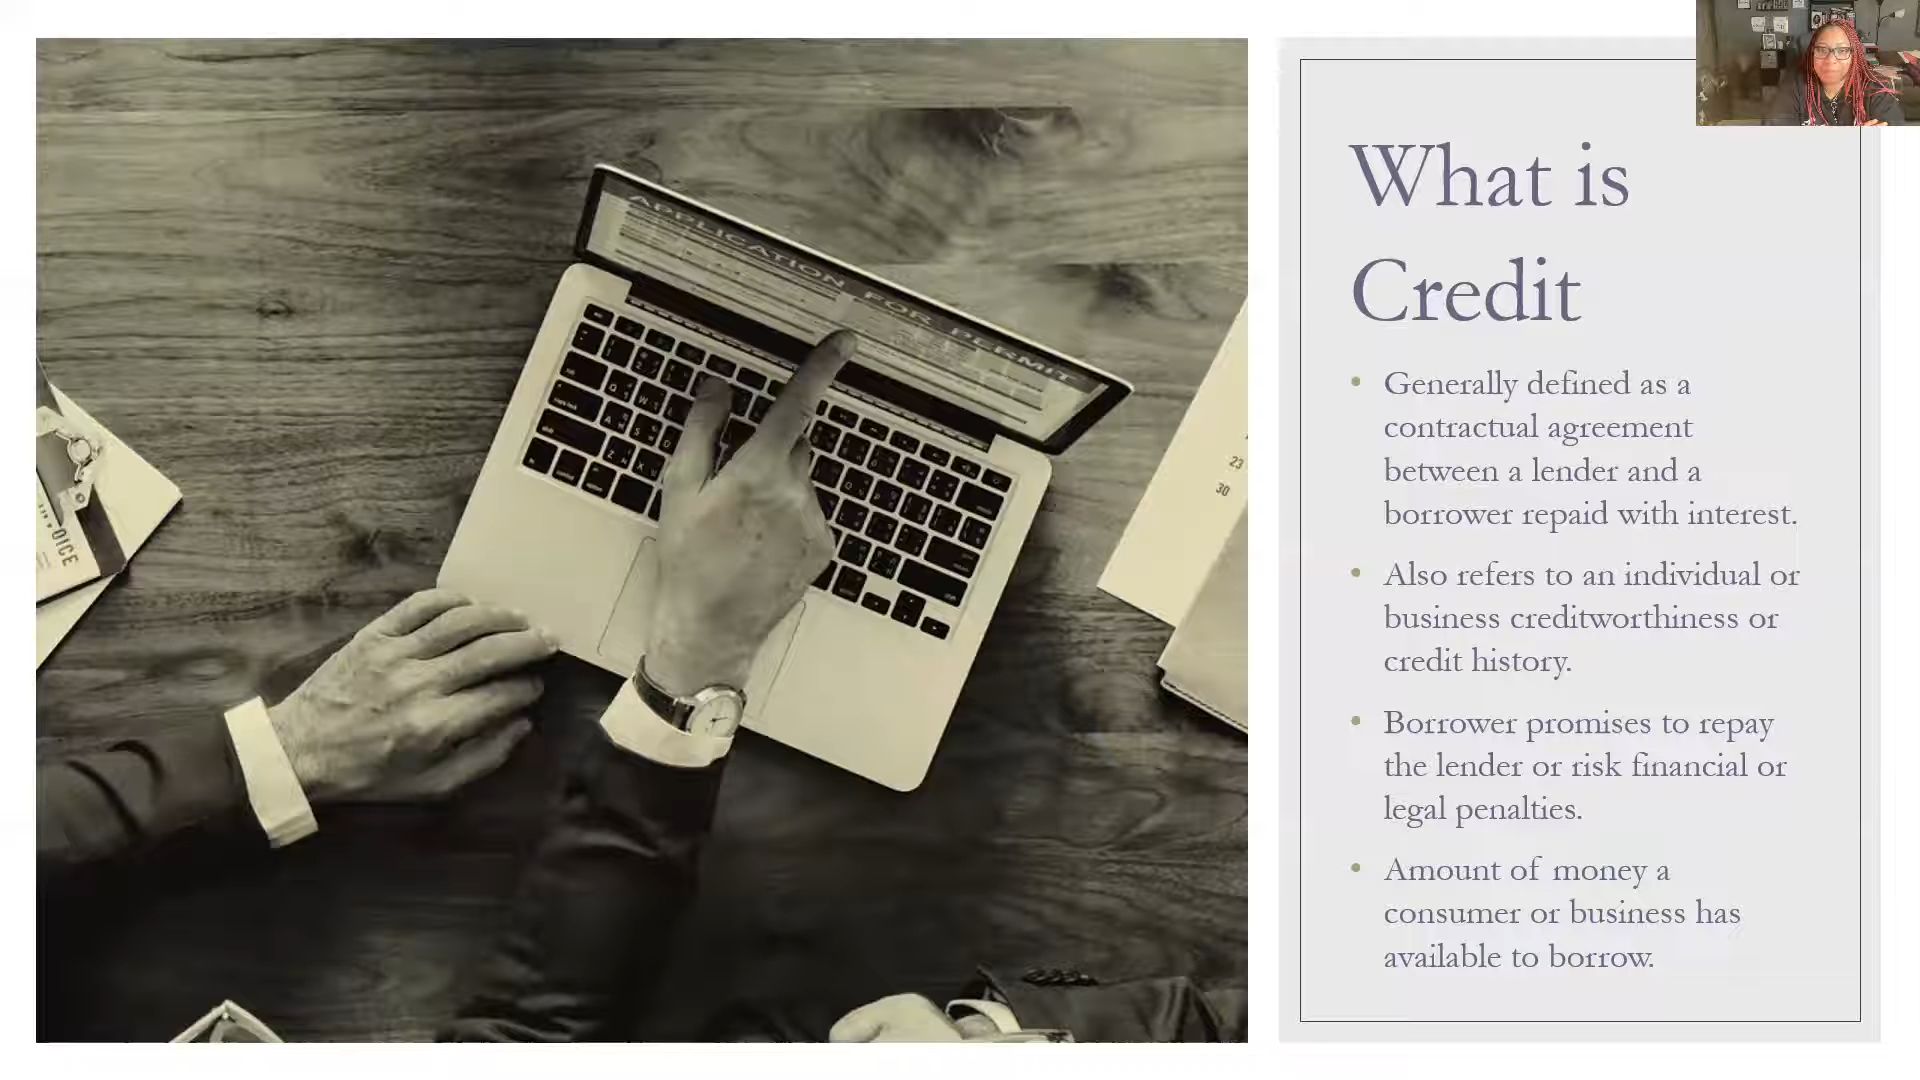 What is
Credit
Generally defined as a
contractual agreement
between a lender and a
borrower repaid with interest.
Also refers to an individual or
business creditworthiness or
credit history.
Borrower promises to repay
the lender or risk financial or
legal penalties.
Amount of money a
consumer or business has
available to borrow.
APPLICATION FOR PERMIT
23
30